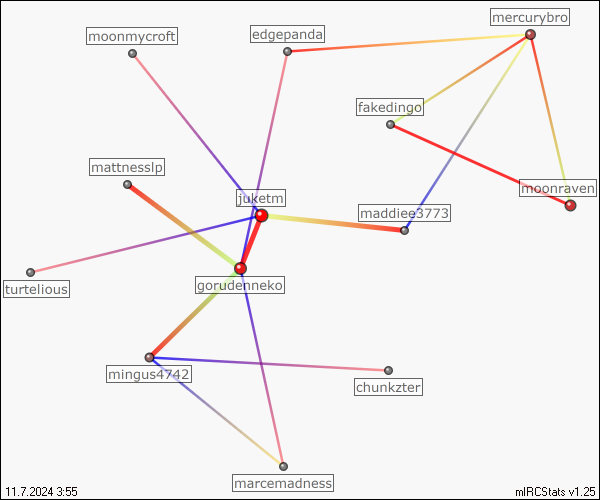 mercurybro
edgepanda
moonmycroft
fakedingo
mattnesslp
moonraven
juketm
maddiee3773
gorudenneko
turtelious
mingus4742
chunkzter
marcemadness
11.7.2024 3:55
mIRCStats v1.25